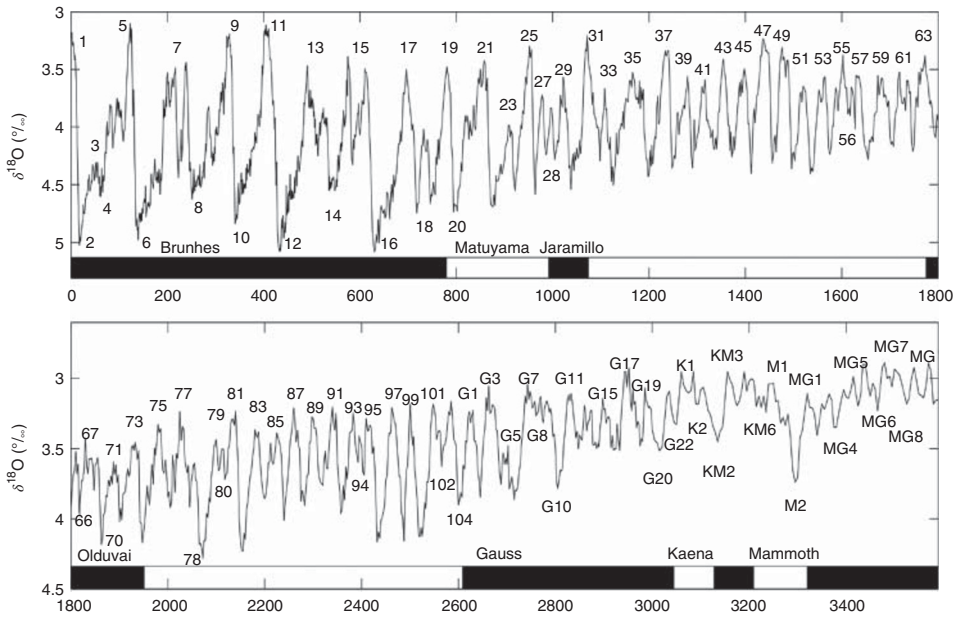 3
5 9 11 25 31 37 47 49 63
1 7 13 15 17 19 21 27 29 33 35 39 41 43 45 51 53 55 57 59 61
3.5
23
δ18O (°/₀₀)
4
3 56
28
4.5
4 8 14 18 20
2 6 10 12 16
5
Brunhes Matuyama Jaramillo
0 200 400 600 800 1000 1200 1400 1600 1800
3
77 81 87 91 97 101 G1 G3 G7 G11 G17 K1 KM3 M1 MG5 MG7 MG
67 73 75 79 83 85 89 93 95 99 G5 G8 G15 G19 K2 KM6 MG1 MG6 MG8
71 G22 MG4
3.5
δ18O (°/₀₀)
80 94 102 G20 KM2
66 104 G10 M2
4
70 78
Olduvai Gauss Kaena Mammoth
4.5
1800 2000 2200 2400 2600 2800 3000 3200 3400